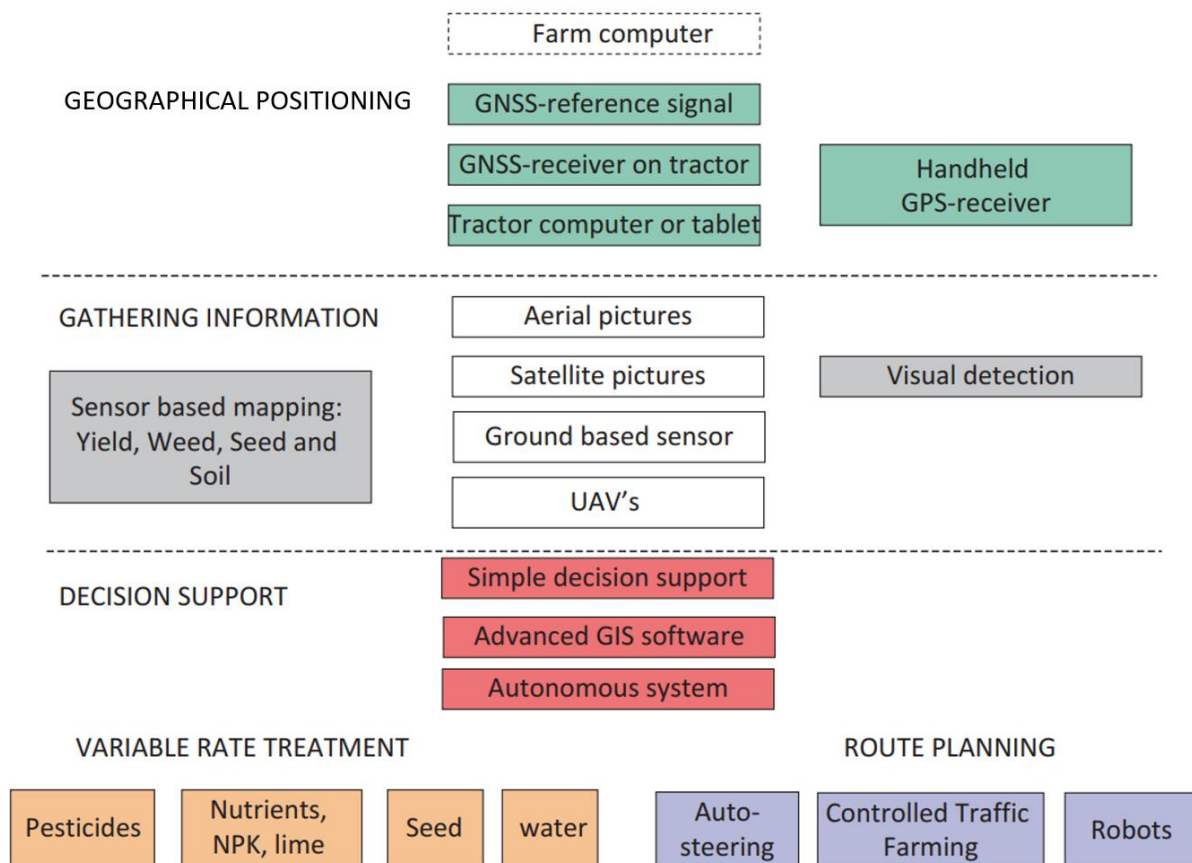 Farm computer
GEOGRAPHICAL POSITIONING
GNSS-reference signal
GNSS-receiver on tractor
Handheld
GPS-receiver
Tractor computer or tablet
GATHERING INFORMATION
Aerial pictures
Satellite pictures
Visual detection
Sensor based mapping:
Yield, Weed, Seed and
Soil
Ground based sensor
UAV’s
DECISION SUPPORT
Simple decision support
Advanced GIS software
Autonomous system
VARIABLE RATE TREATMENT
ROUTE PLANNING
Pesticides
Nutrients,
NPK, lime
Seed
water
Auto-
steering
Controlled Traffic
Farming
Robots